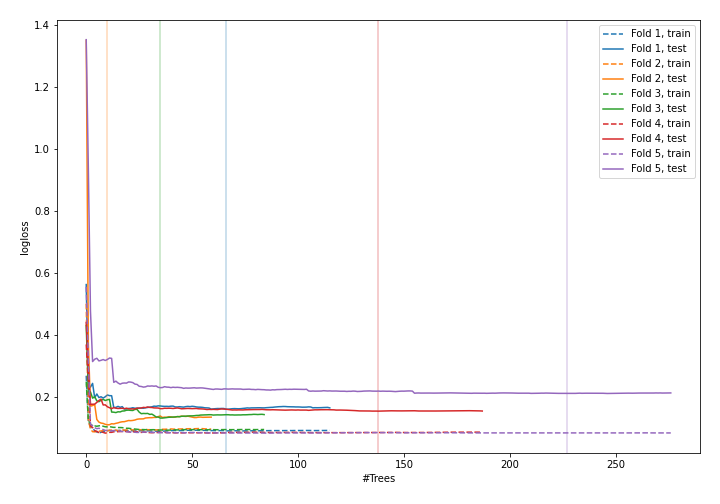 1.4
1.2
1.0
0.8
0.6
0.4
0.2
logloss
0
50
100
150
200
250
#Trees
Fold 1, train
Fold 1, test
Fold 2, train
Fold 2, test
Fold 3, train
Fold 3, test
Fold 4, train
Fold 4, test
Fold 5, train
Fold 5, test